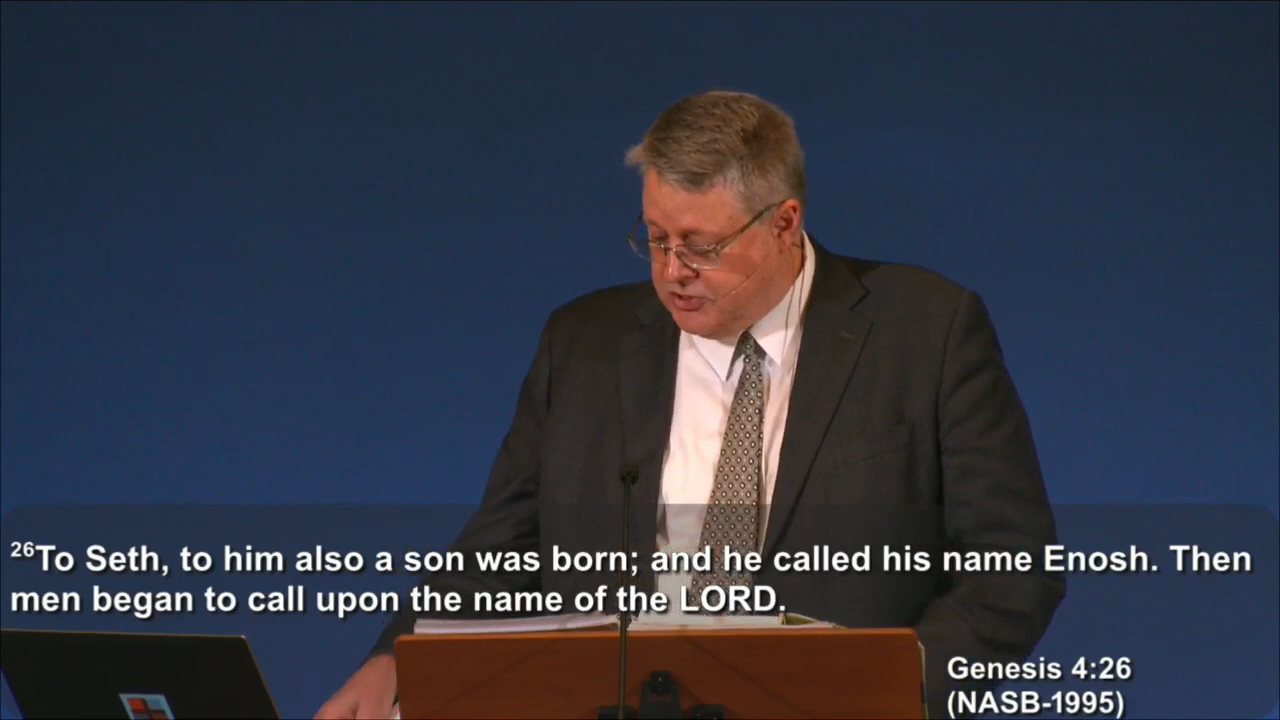 26To Seth, to him also a son was born; and he called his name Enosh. Then
men began to call upon the name of the LORD.
Genesis 4:26
(NASB-1995)